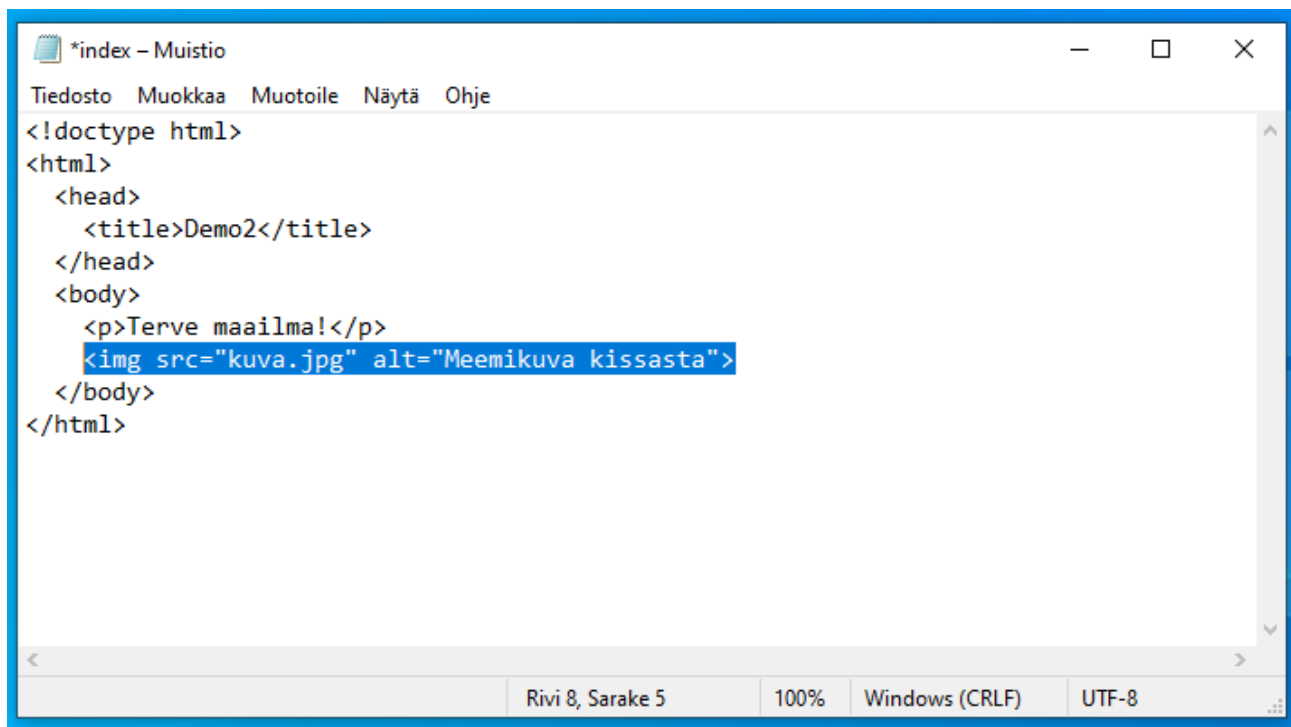 *index – Muistio
Tiedosto Muokkaa Muotoile Näytä Ohje
<!doctype html>
<html>
  <head>
    <title>Demo2</title>
  </head>
  <body>
    <p>Terve maailma!</p>
    <img src="kuva.jpg" alt="Meemikuva kissasta">
  </body>
</html>
Rivi 8, Sarake 5 100% Windows (CRLF) UTF-8